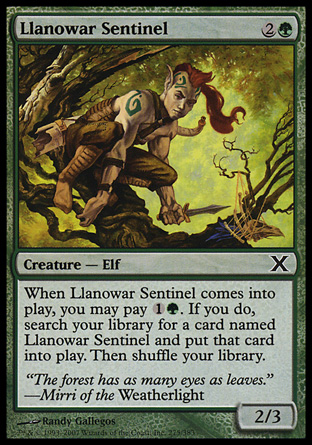 Llanowar Sentinel 2
Creature — Elf X
When Llanowar Sentinel comes into
play, you may pay 1 . If you do,
search your library for a card named
Llanowar Sentinel and put that card
into play. Then shuffle your library.
"The forest has as many eyes as leaves."
—Mirri of the Weatherlight
Randy Gallegos
2/3